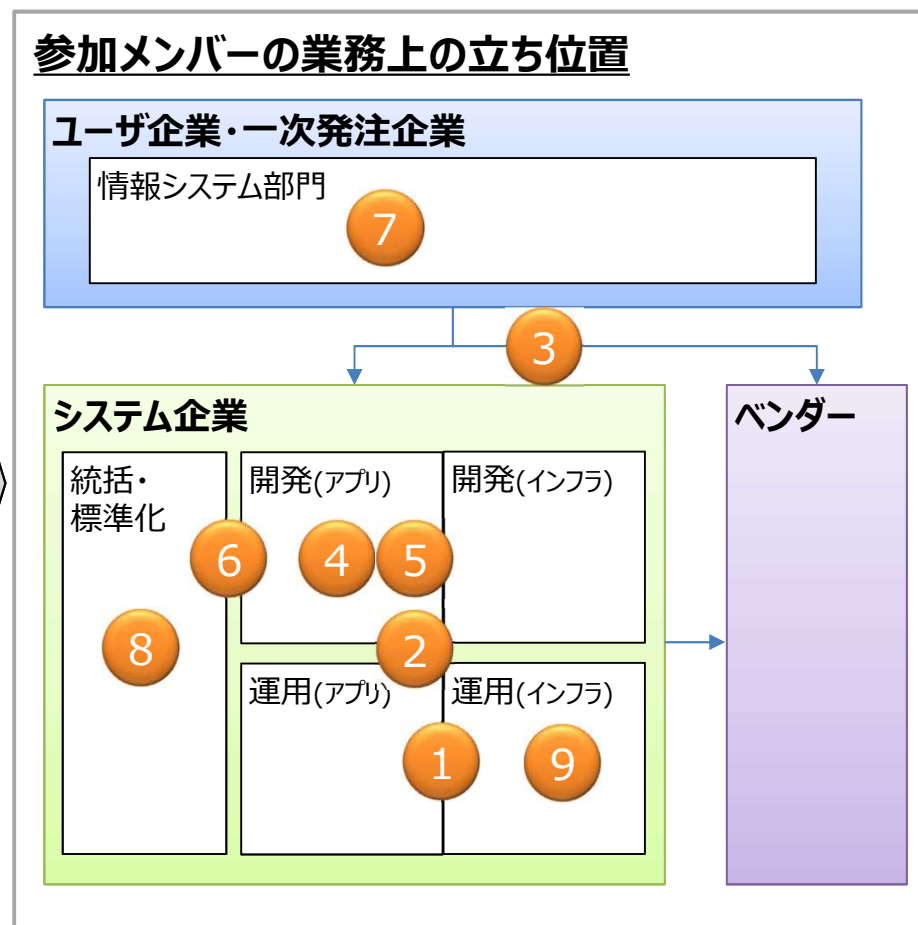 参加メンバーの業務上の立ち位置
ユーザ企業・一次発注企業
情報システム部門
7
3
システム企業
ベンダー
統括・
標準化
開発(アプリ)
開発(インフラ)
6
4
5
8
2
運用(アプリ)
運用(インフラ)
1
9